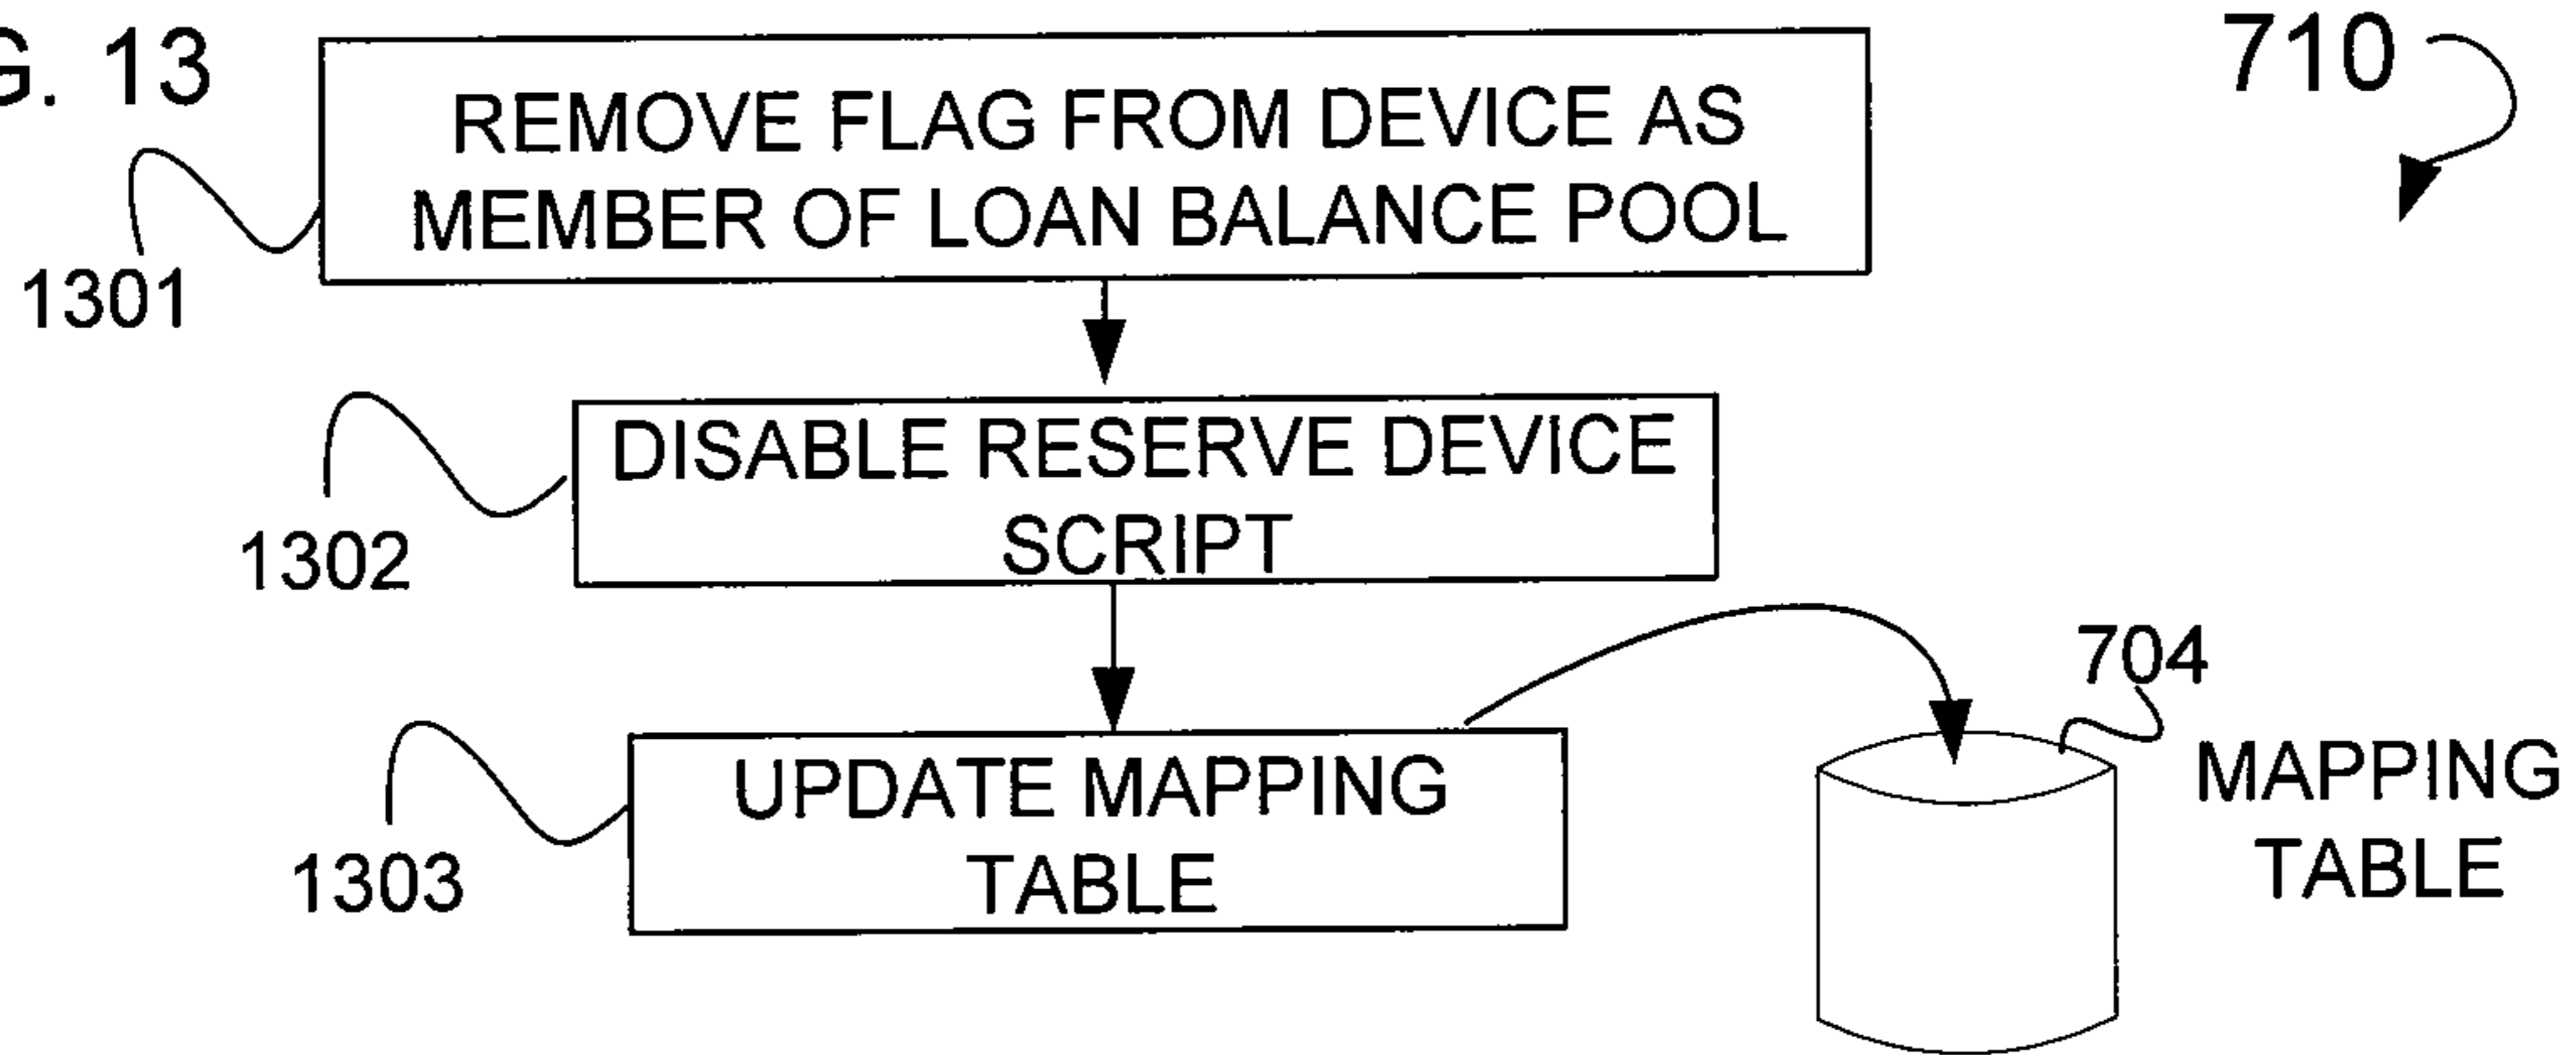 G. 13
710
REMOVE FLAG FROM DEVICE AS
MEMBER OF LOAN BALANCE POOL
1301
DISABLE RESERVE DEVICE
SCRIPT
1302
704
UPDATE MAPPING
TABLE
1303
MAPPING
TABLE